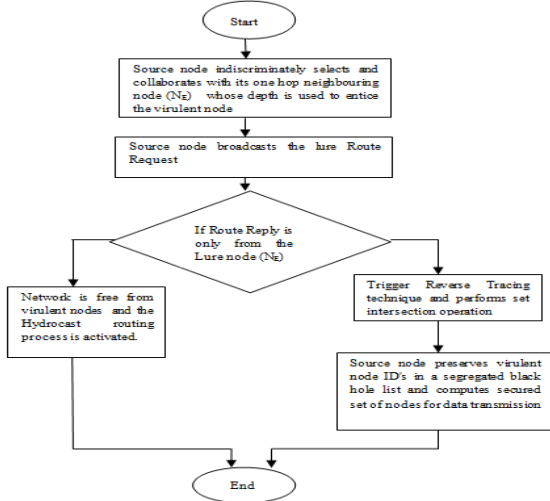 Start
Source node indiscriminately selects and
collaborates with its one hop neighbouring
node (NE) whose depth is used to entice
the virulent node
Source node broadcasts the lure Route
Request
If Route Reply is
only from the
Lure node (NE)
Network is free from
virulent nodes and the
Hydrocast routing
process is activated.
Trigger Reverse Tracing
technique and performs set
intersection operation
Source node preserves virulent
node ID's in a segregated black
hole list and computes secured
set of nodes for data transmission
End